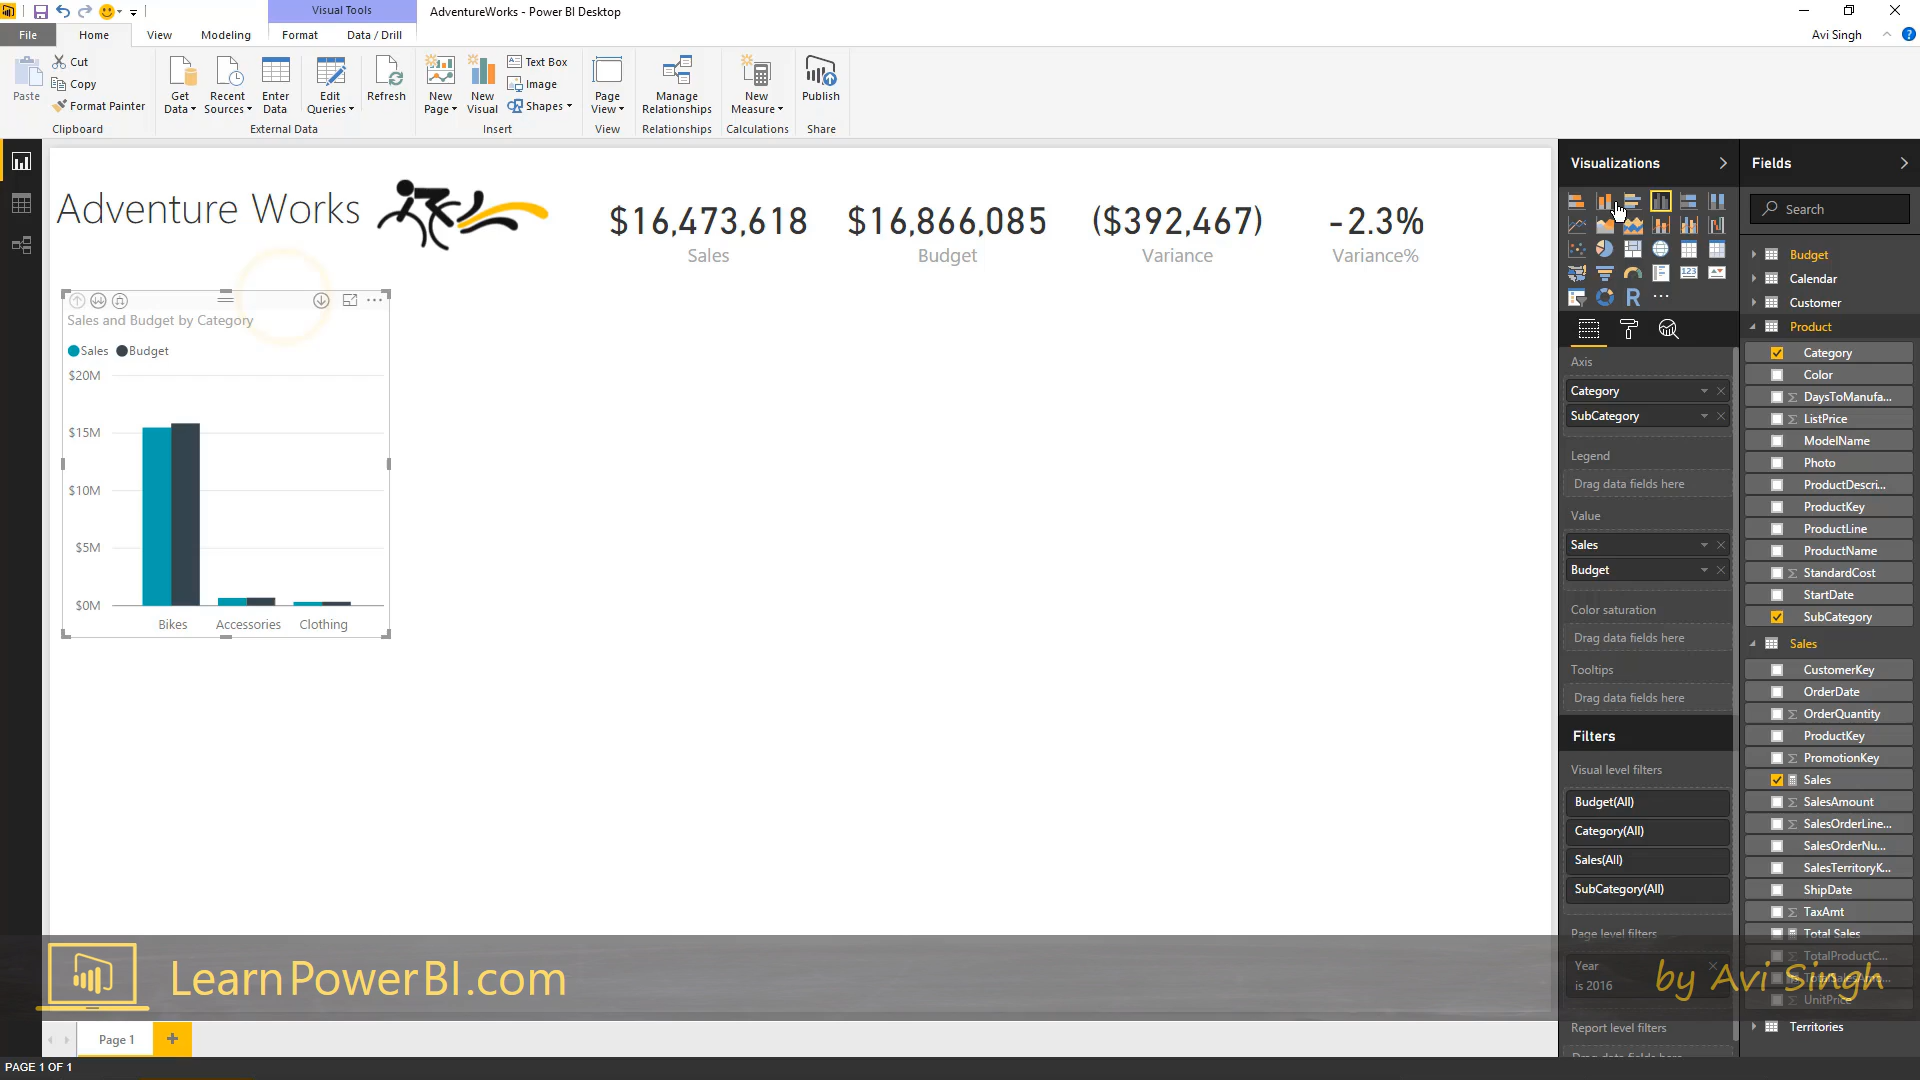 Visual Tools
AdventureWorks - Power BI Desktop
File
Home
View
Modeling
Format
Data / Drill
Avi Singh
Paste
Cut
Copy
Format Painter
Clipboard
Get Data
Recent Sources
Enter Data
Edit Queries
Refresh
External Data
New Page
New Visual
Text Box
Image
Shapes
Insert
Page View
View
Manage Relationships
Relationships
New Measure
Calculations
Publish
Share
Adventure Works
$16,473,618
Sales
$16,866,085
Budget
($392,467)
Variance
-2.3%
Variance%
Sales and Budget by Category
Sales
Budget
$20M
$15M
$10M
$5M
$0M
Bikes
Accessories
Clothing
Visualizations
R
123
Axis
Category
SubCategory
Legend
Drag data fields here
Value
Sales
Budget
Color saturation
Drag data fields here
Tooltips
Drag data fields here
Filters
Visual level filters
Budget(All)
Category(All)
Sales(All)
SubCategory(All)
Page level filters
Year
is 2016
Report level filters
Drag data fields here
Fields
Search
Budget
Calendar
Customer
Product
Category
Color
DaysToManufa...
ListPrice
ModelName
Photo
ProductDescri...
ProductKey
ProductLine
ProductName
StandardCost
StartDate
SubCategory
Sales
CustomerKey
OrderDate
OrderQuantity
ProductKey
PromotionKey
Sales
SalesAmount
SalesOrderLine...
SalesOrderNu...
SalesTerritoryK...
ShipDate
TaxAmt
Total Sales
TotalProductC...
TotalSalesAmo...
UnitPrice
Territories
LearnPowerBI.com
by Avi Singh
Page 1
PAGE 1 OF 1